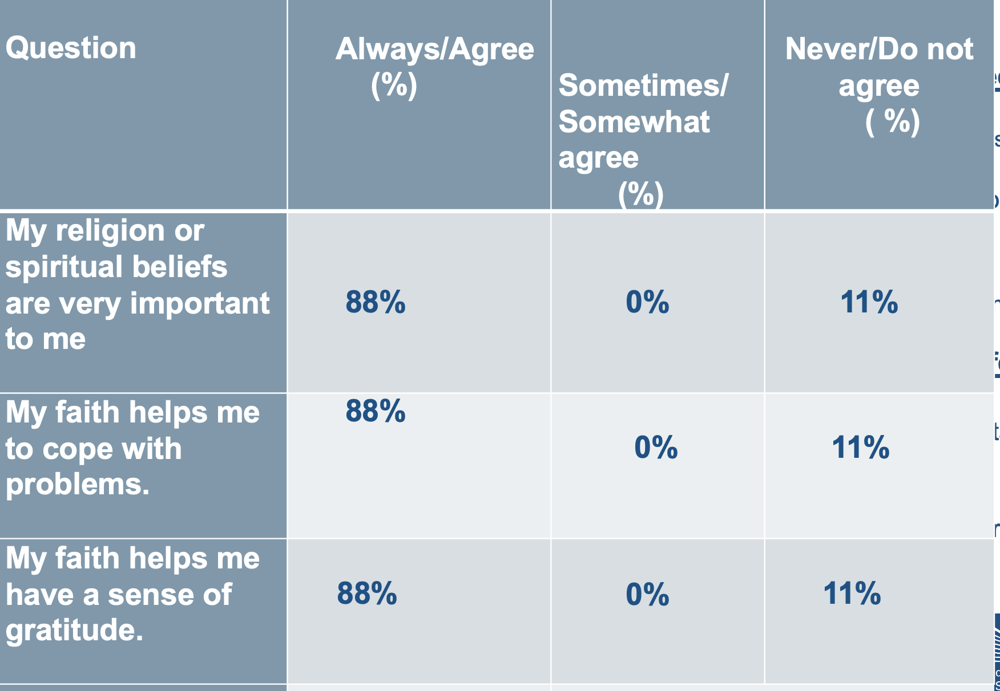 Question
Always/Agree
(%)
Sometimes/
Somewhat
agree
(%)
Never/Do not
agree
( %)
My religion or
spiritual beliefs
are very important
to me
88%
0%
11%
My faith helps me
to cope with
problems.
88%
0%
11%
My faith helps me
have a sense of
gratitude.
88%
0%
11%